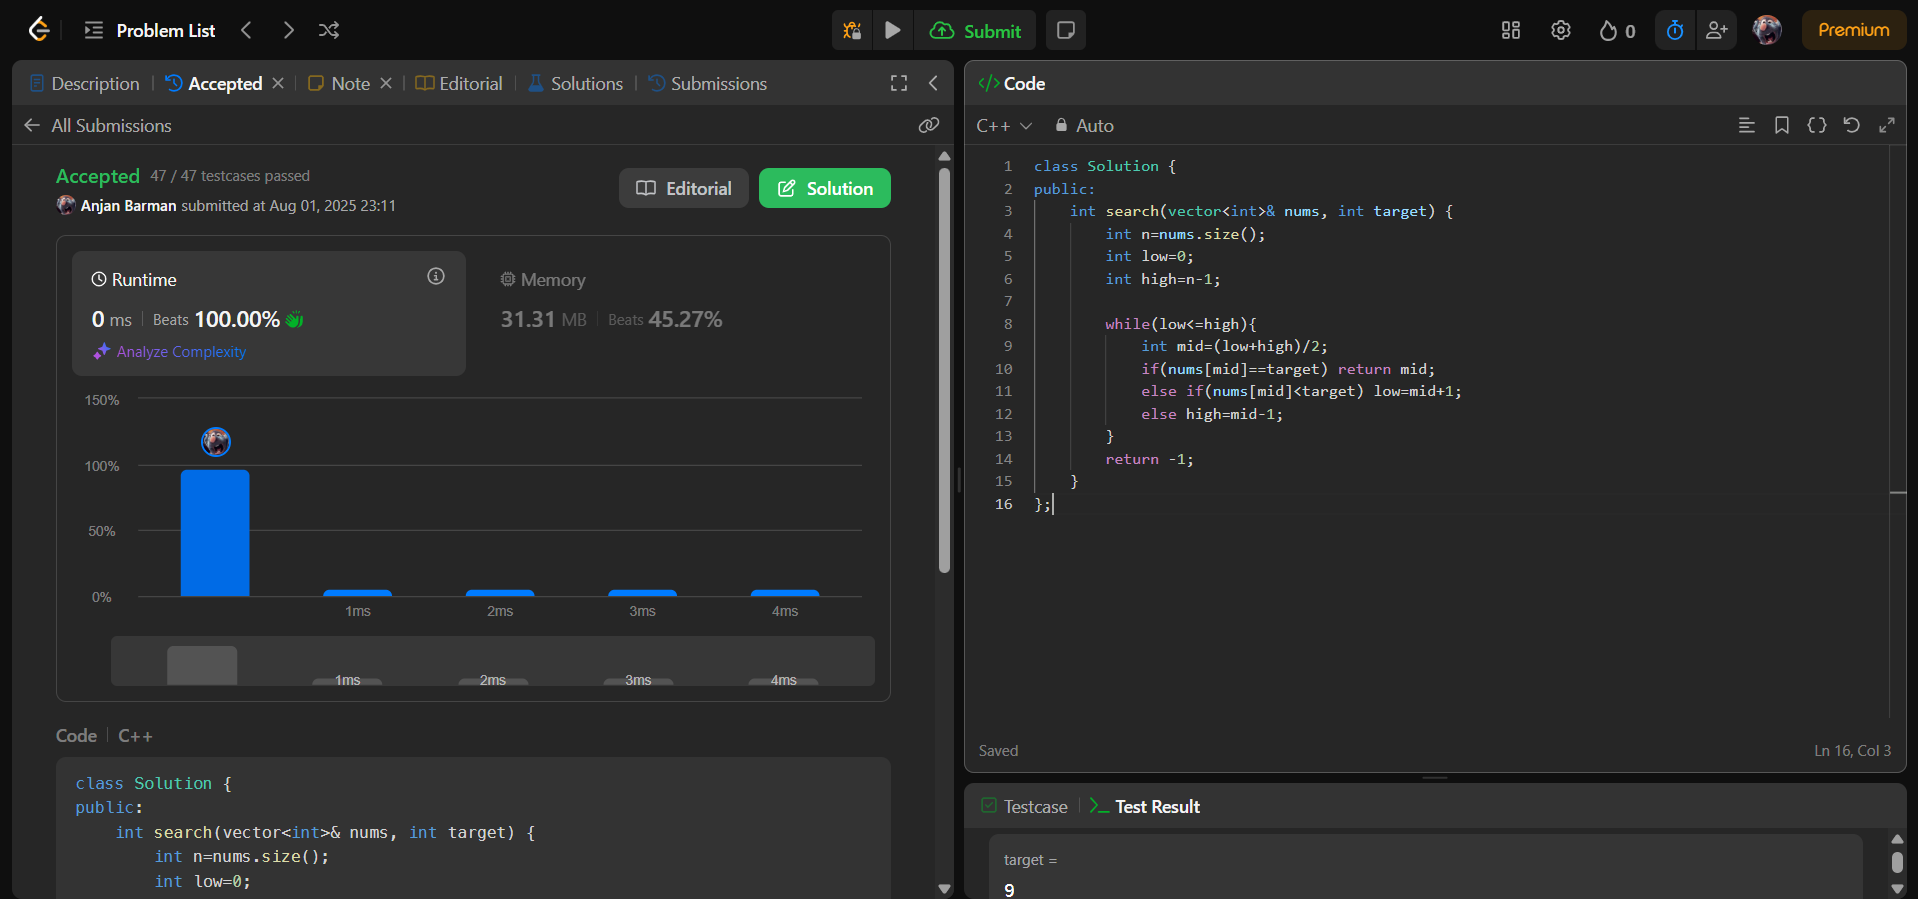 Problem List
Submit
0
Premium
Description
Accepted
Note
Editorial
Solutions
Submissions
All Submissions
Accepted 47 / 47 testcases passed
Anjan Barman submitted at Aug 01, 2025 23:11
Editorial
Solution
Runtime
0 ms Beats 100.00%
Analyze Complexity
Memory
31.31 MB Beats 45.27%
150%
100%
50%
0%
1ms 2ms 3ms 4ms
1ms 2ms 3ms 4ms
Code C++
class Solution {
public:
int search(vector<int>& nums, int target) {
int n=nums.size();
int low=0;
</> Code
C++ Auto
1 class Solution {
2 public:
3 int search(vector<int>& nums, int target) {
4 int n=nums.size();
5 int low=0;
6 int high=n-1;
7
8 while(low<=high){
9 int mid=(low+high)/2;
10 if(nums[mid]==target) return mid;
11 else if(nums[mid]<target) low=mid+1;
12 else high=mid-1;
13 }
14 return -1;
15 }
16 };
Saved
Ln 16, Col 3
Testcase
Test Result
target =
9